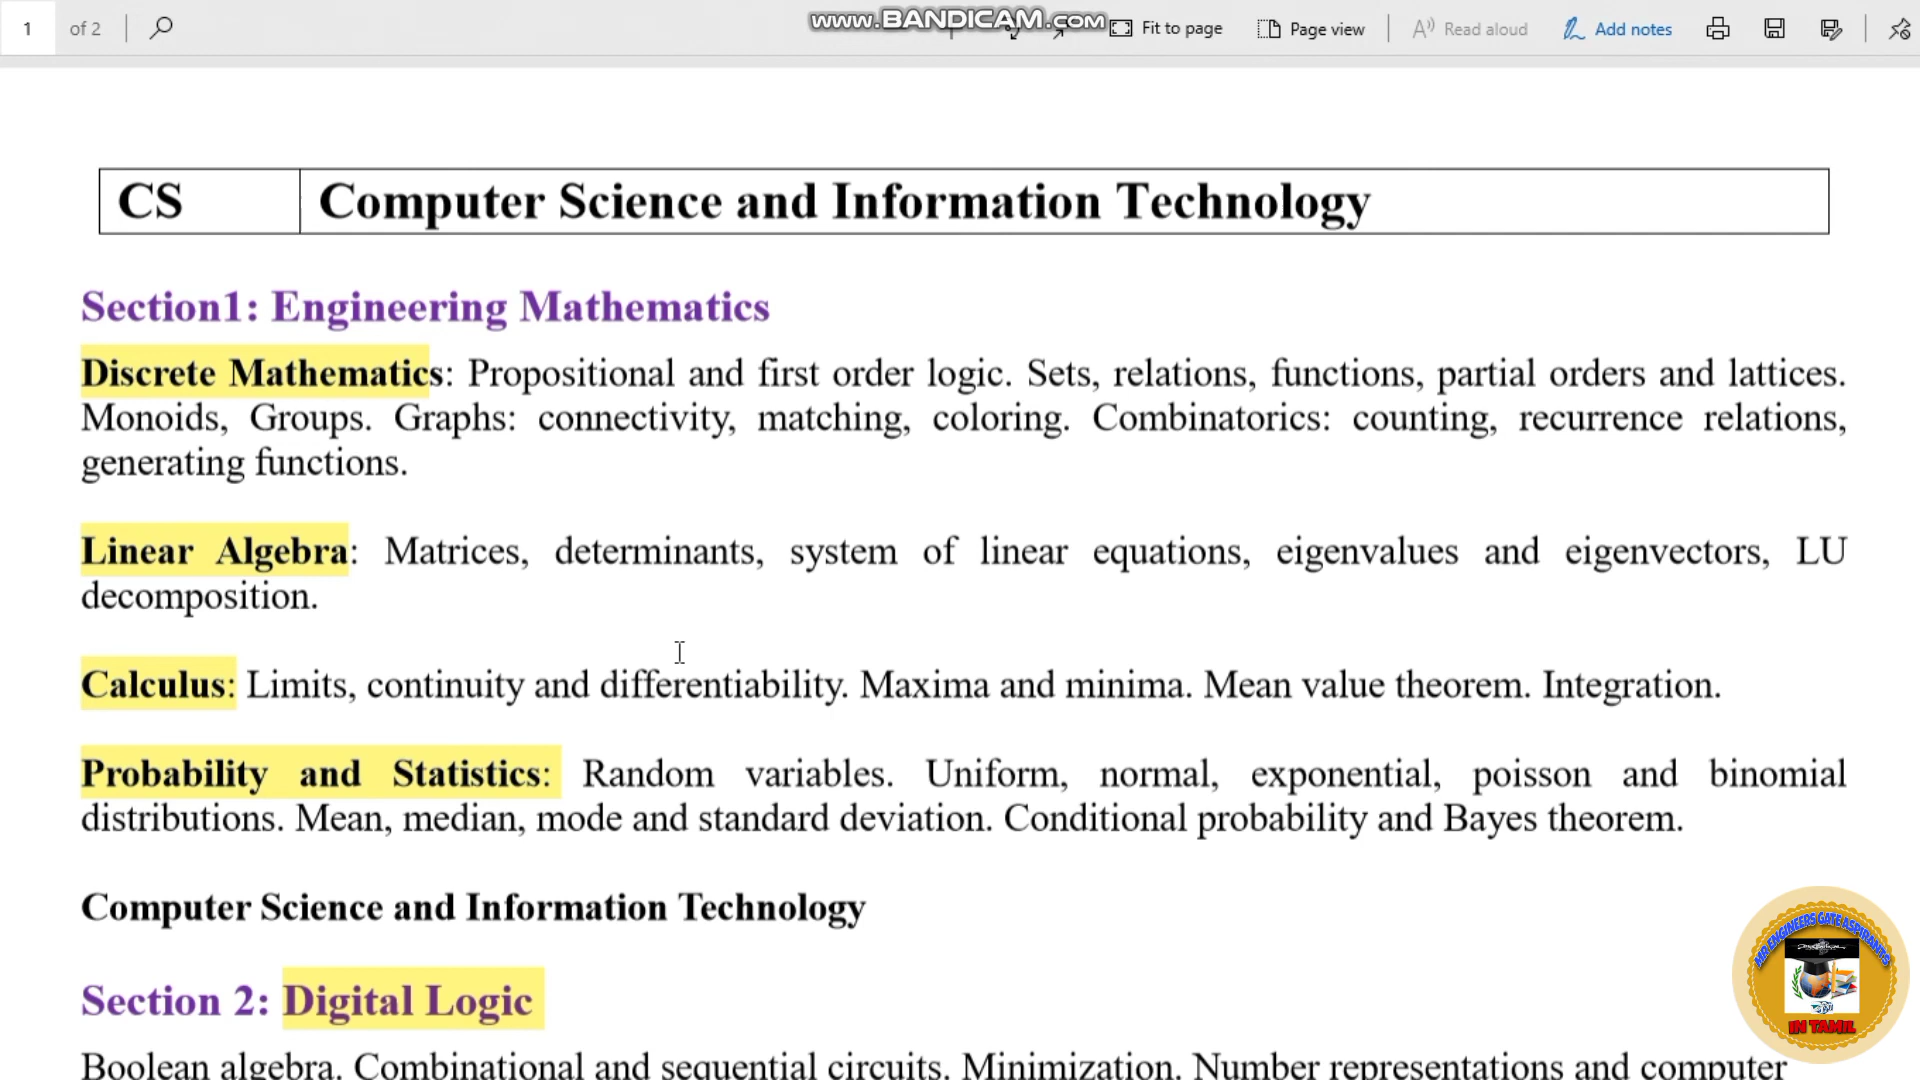 1 of 2
www.BANDICAM.com
Fit to page
Page view
Read aloud
Add notes
CS Computer Science and Information Technology
Section1: Engineering Mathematics
Discrete Mathematics: Propositional and first order logic. Sets, relations, functions, partial orders and lattices.
Monoids, Groups. Graphs: connectivity, matching, coloring. Combinatorics: counting, recurrence relations,
generating functions.
Linear Algebra: Matrices, determinants, system of linear equations, eigenvalues and eigenvectors, LU
decomposition.
Calculus: Limits, continuity and differentiability. Maxima and minima. Mean value theorem. Integration.
Probability and Statistics: Random variables. Uniform, normal, exponential, poisson and binomial
distributions. Mean, median, mode and standard deviation. Conditional probability and Bayes theorem.
Computer Science and Information Technology
Section 2: Digital Logic
Boolean algebra. Combinational and sequential circuits. Minimization. Number representations and computer
MR ENGINEERS GATE ASPIRANTS
IN TAMIL